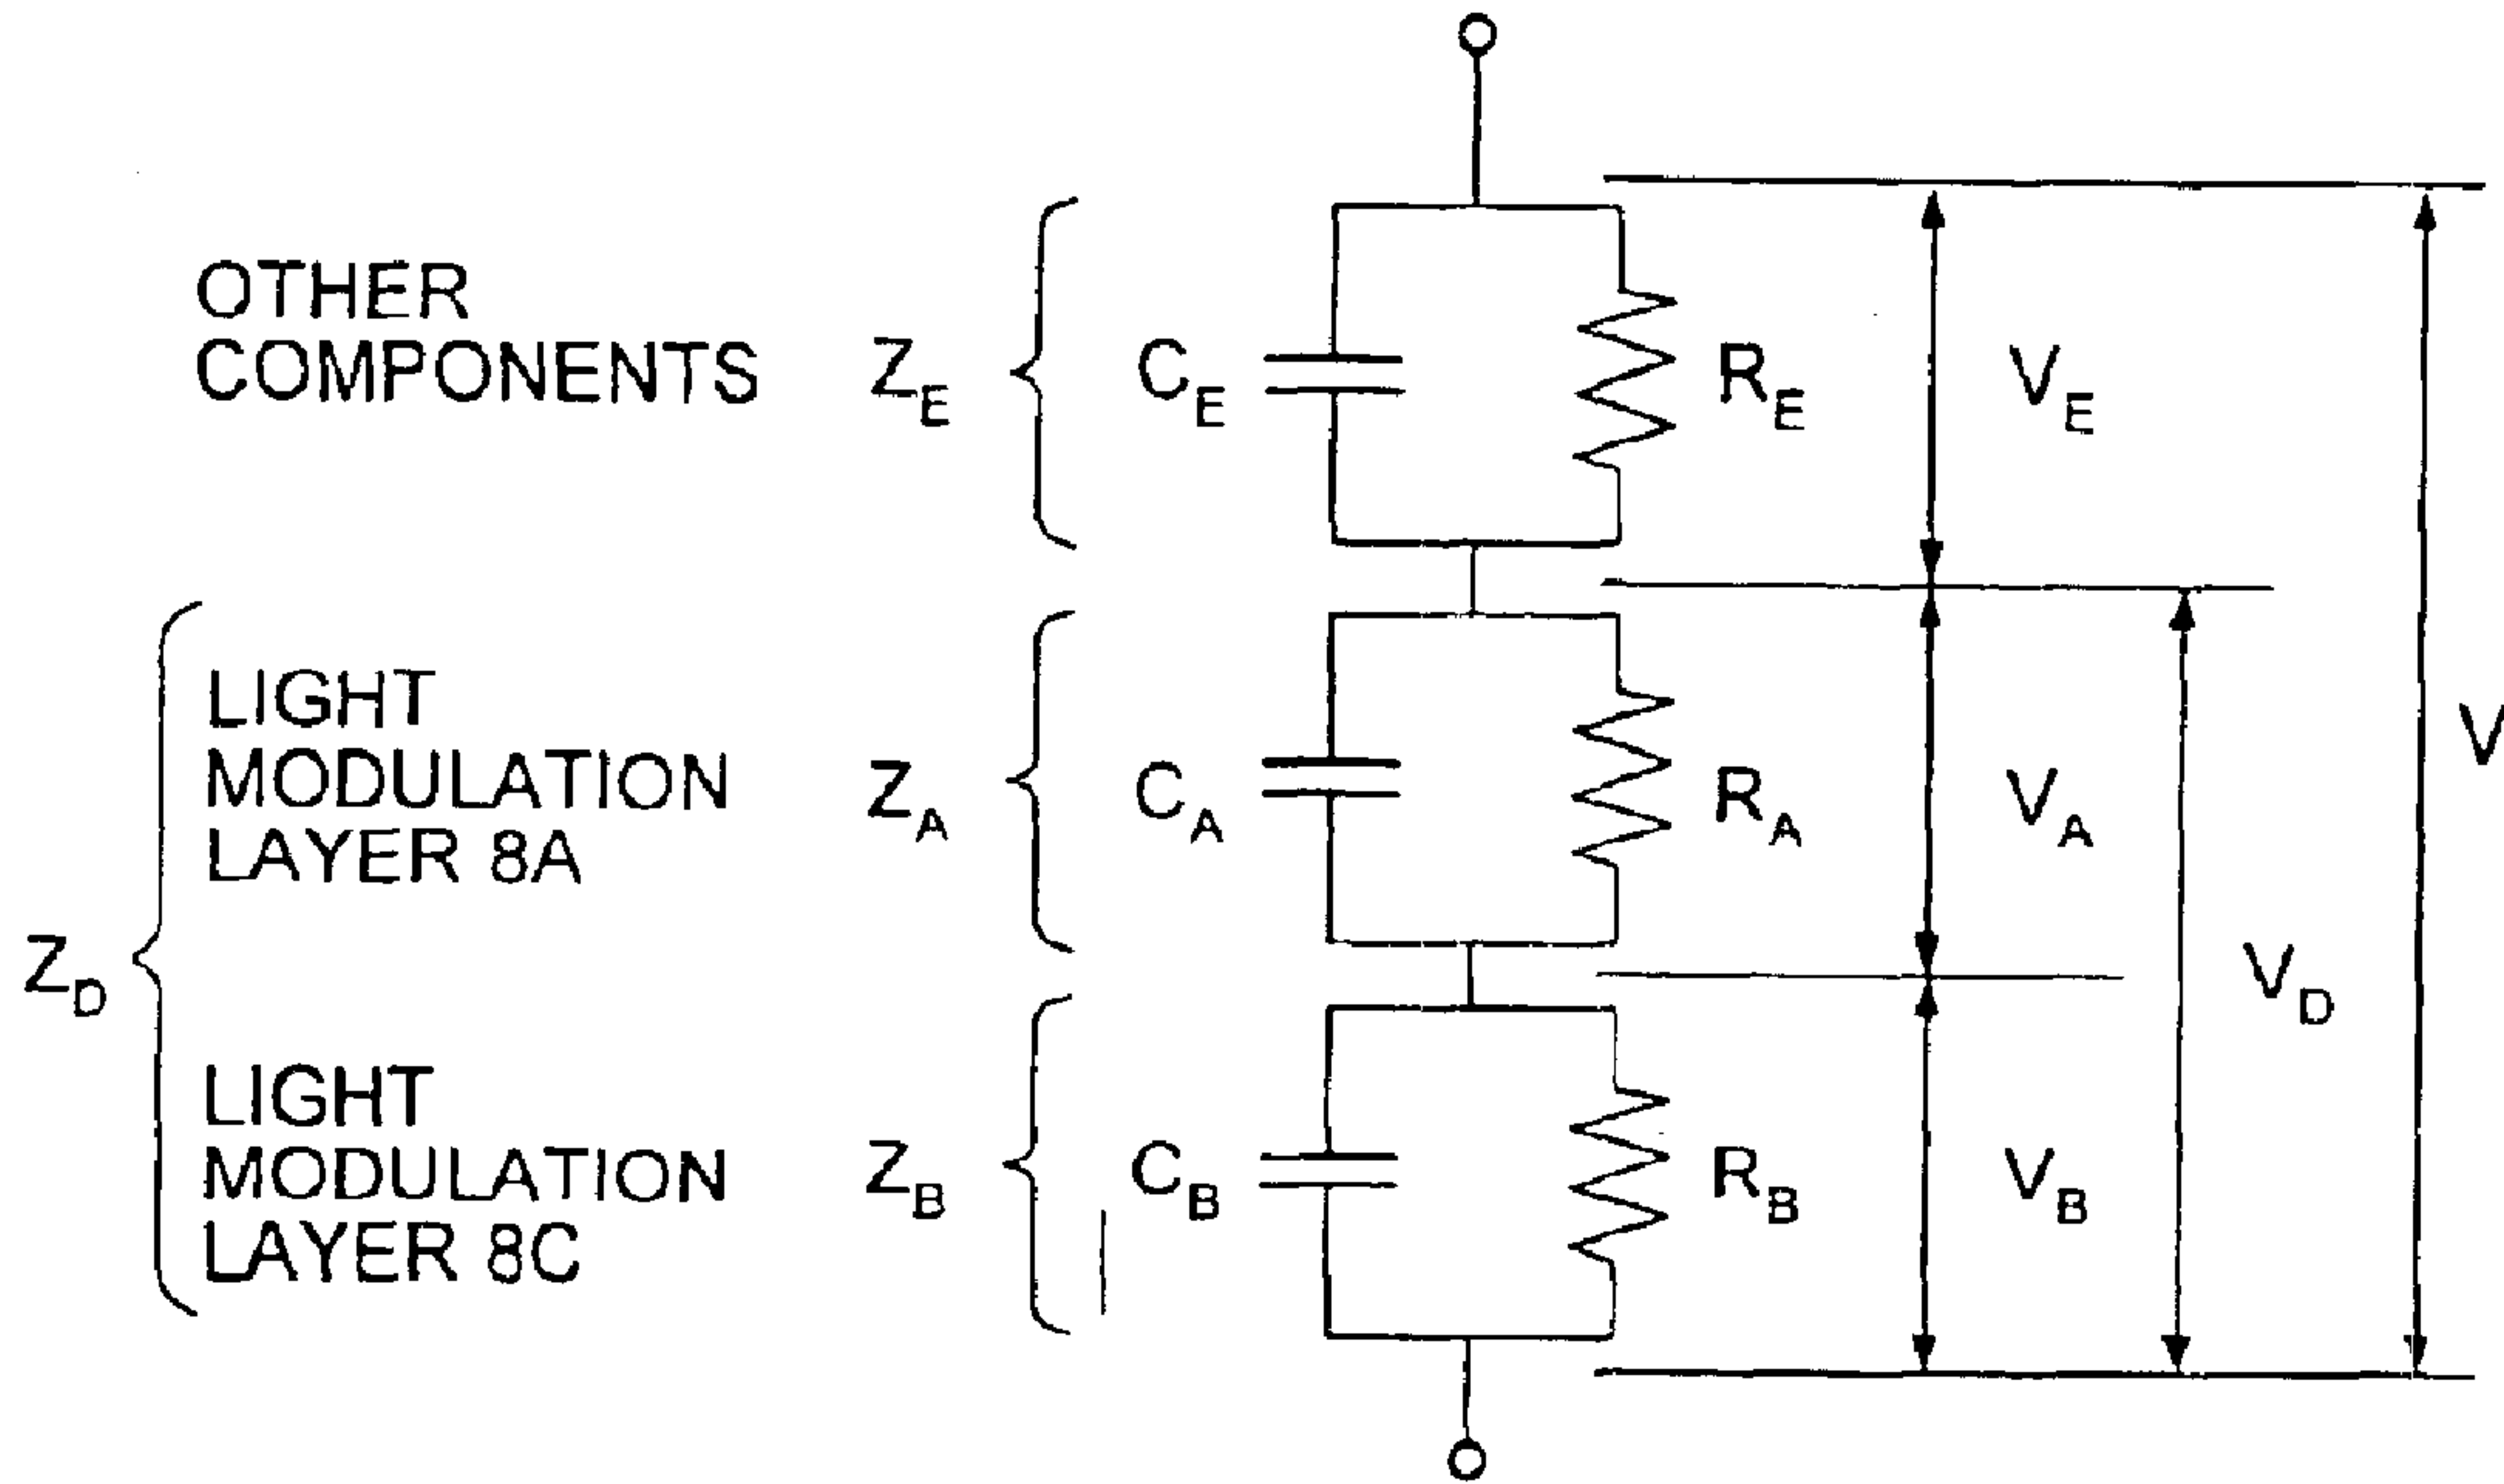 OTHER
COMPONENTS
Z_E
C_E
R_E
V_E
LIGHT
MODULATION
LAYER 8A
Z_A
C_A
R_A
V_A
V
Z_D
V_D
LIGHT
MODULATION
LAYER 8C
Z_B
C_B
R_B
V_B